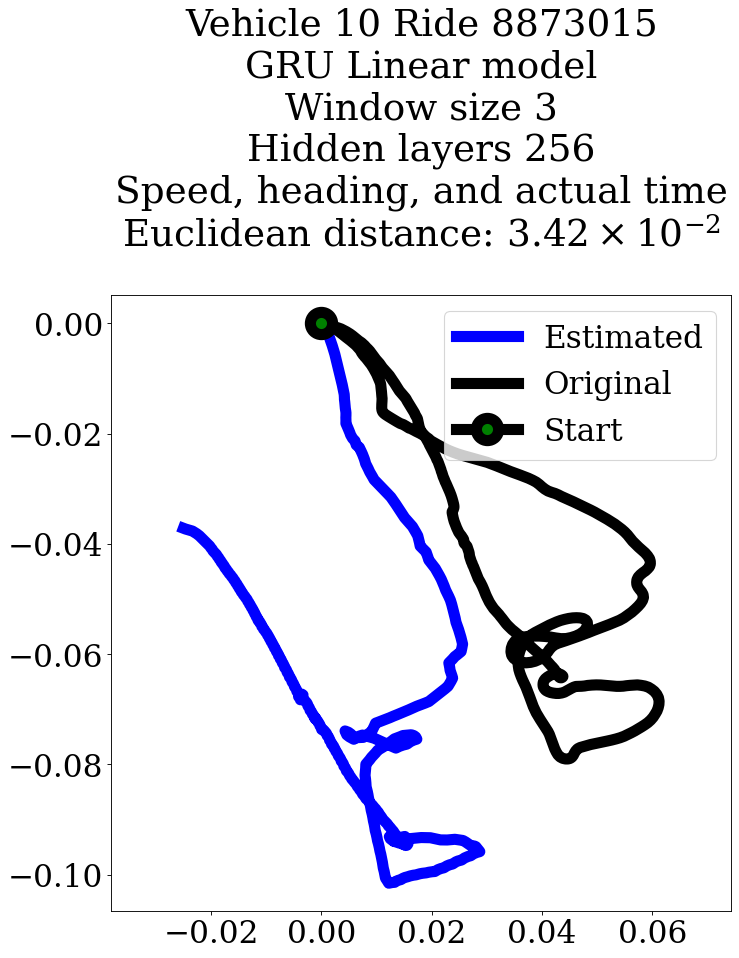 Vehicle 10 Ride 8873015
GRU Linear model
Window size 3
Hidden layers 256
Speed, heading, and actual time
Euclidean distance: 3.42 × 10⁻²
Estimated
Original
Start
0.00
−0.02
−0.04
−0.06
−0.08
−0.10
−0.02 0.00 0.02 0.04 0.06